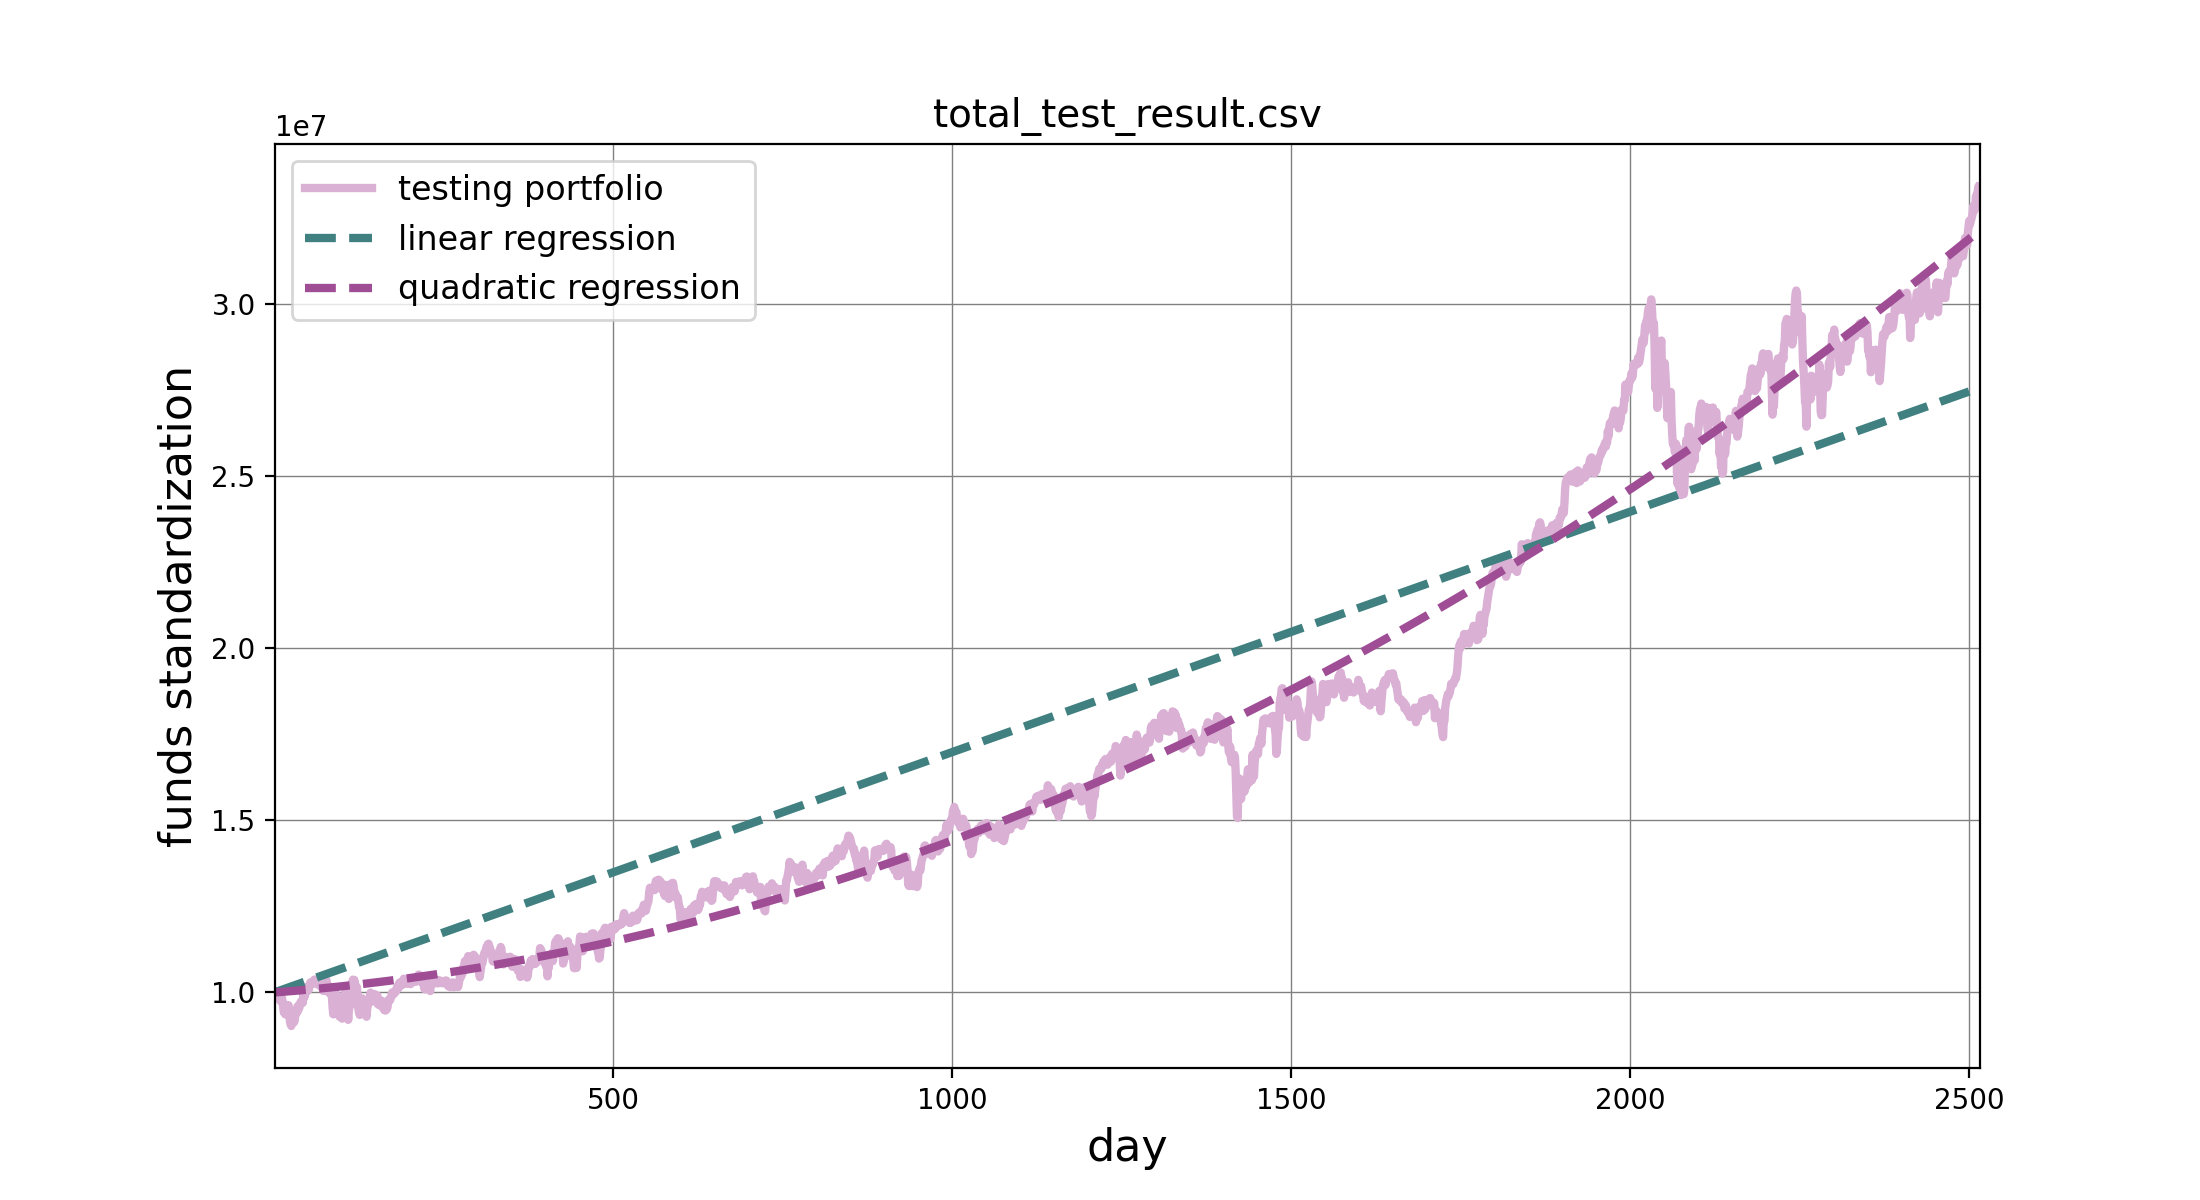 total_test_result.csv
1e7
testing portfolio
linear regression
quadratic regression
3.0
2.5
2.0
1.5
1.0
funds standardization
500
1000
1500
2000
2500
day